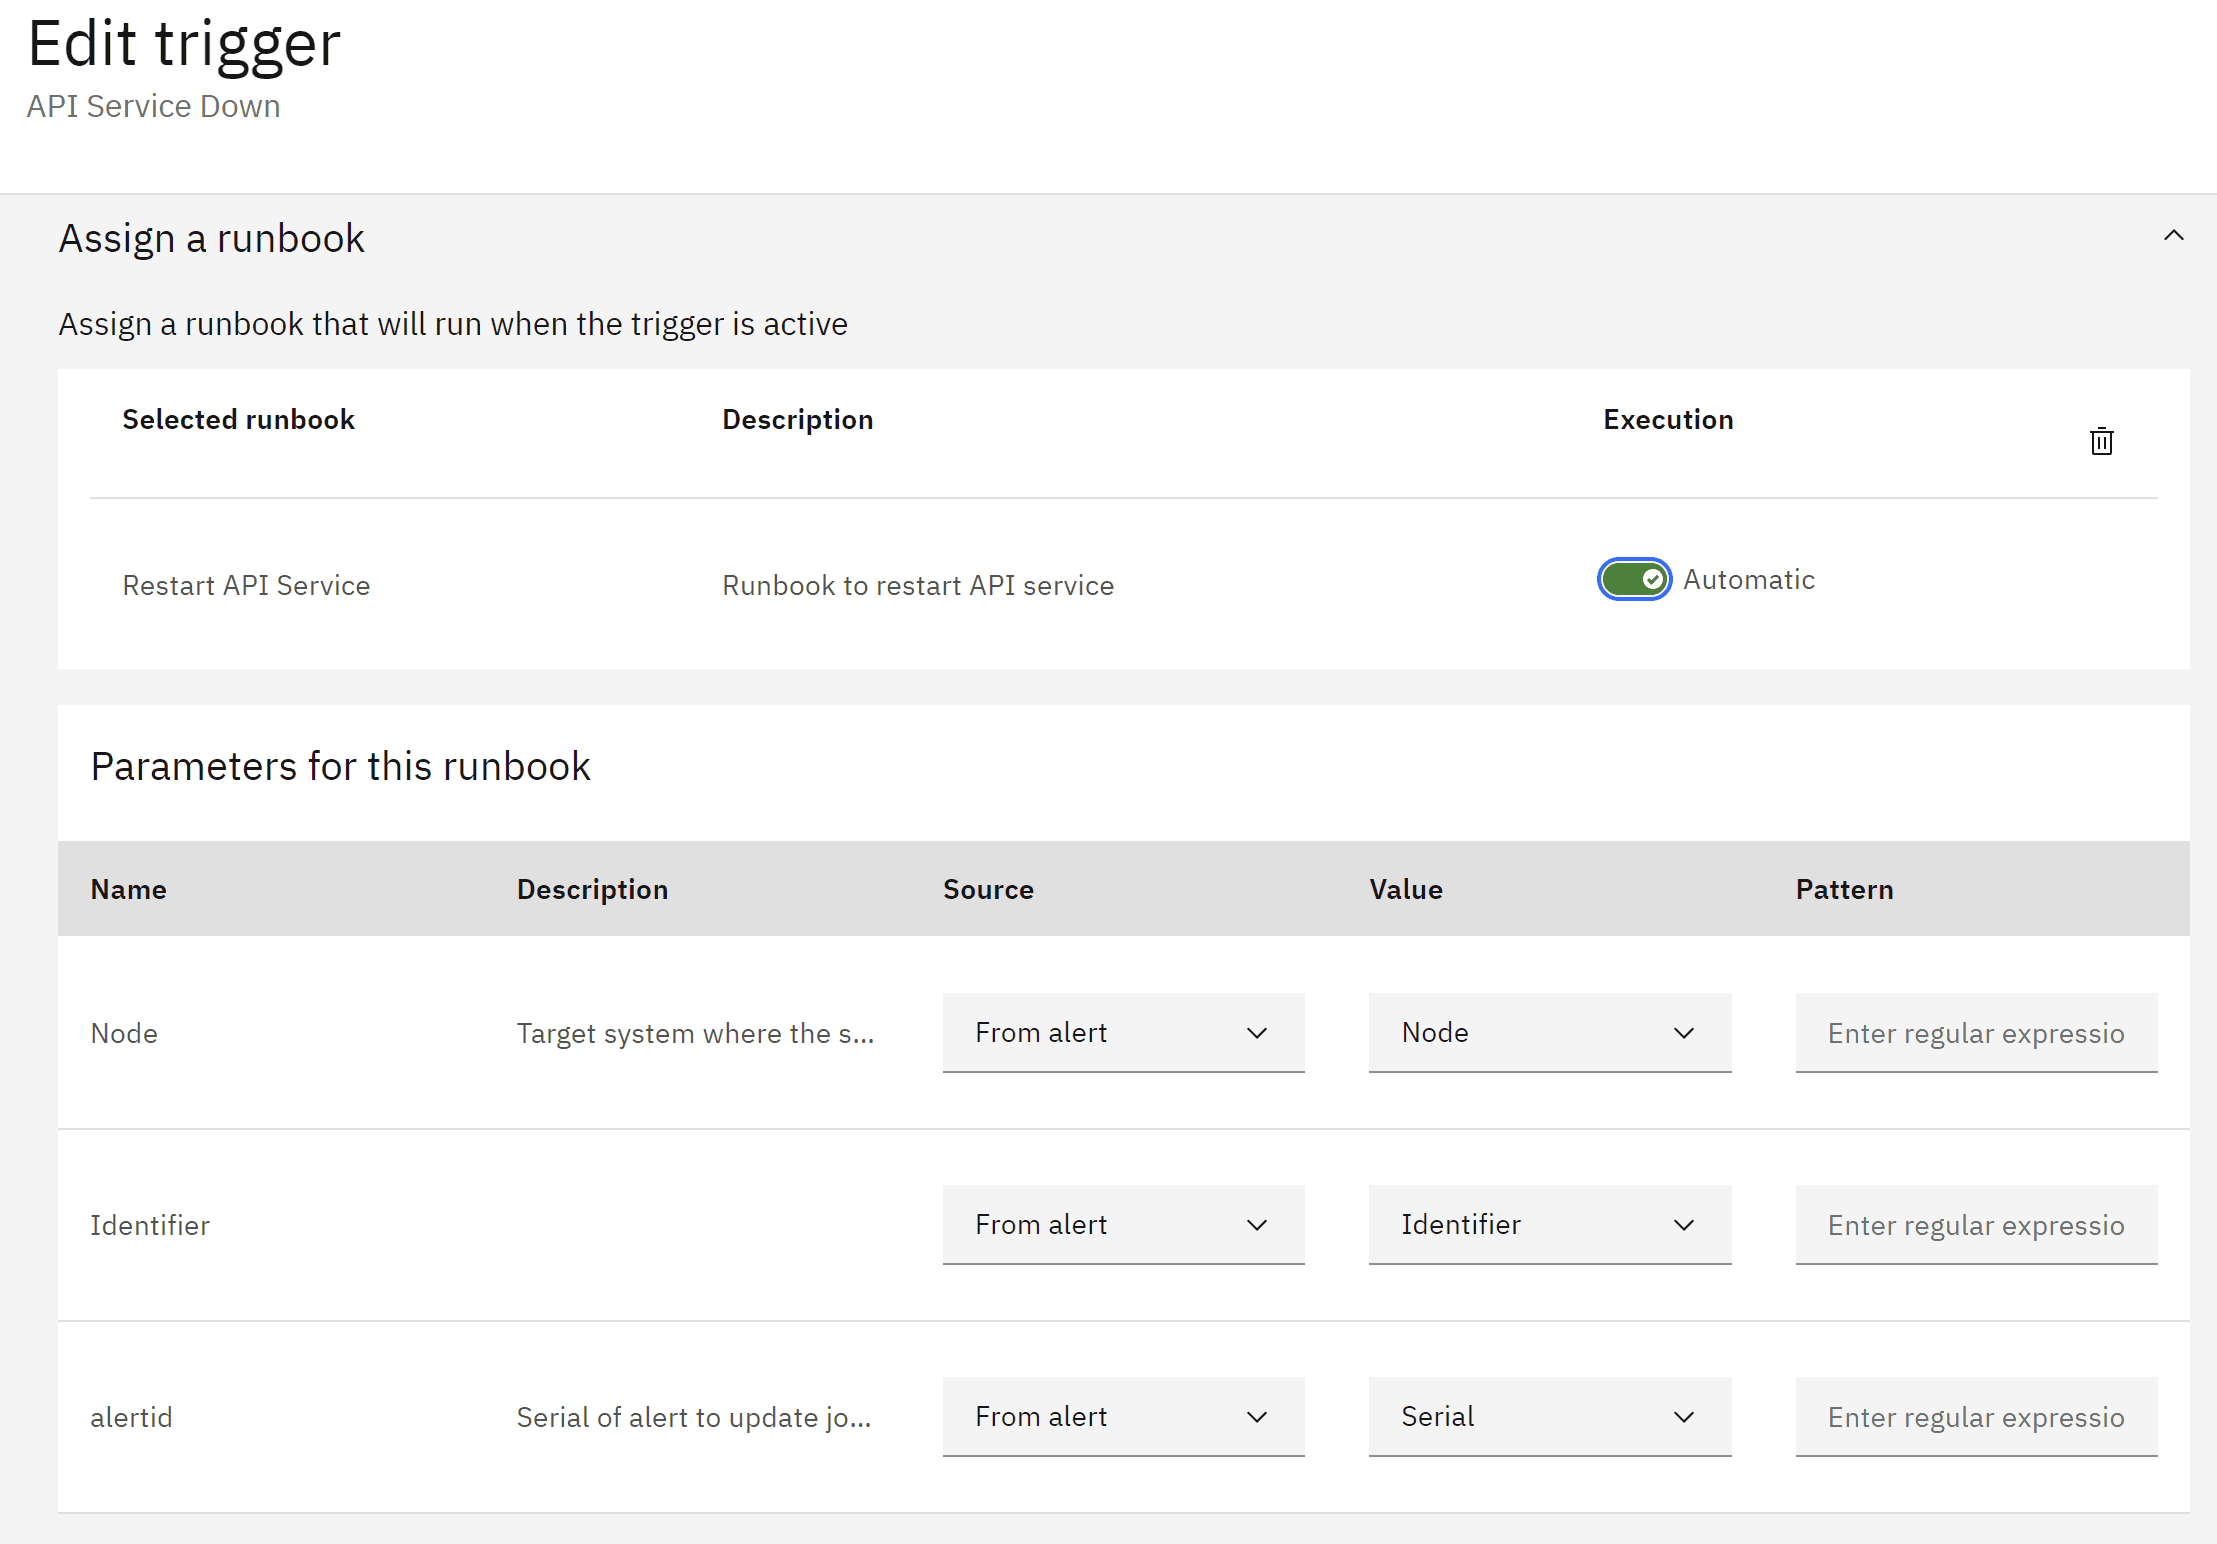 Edit trigger
API Service Down
Assign a runbook
Assign a runbook that will run when the trigger is active
Selected runbook Description Execution
Restart API Service Runbook to restart API service Automatic
Parameters for this runbook
Name Description Source Value Pattern
Node Target system where the s... From alert Node Enter regular expressio
Identifier From alert Identifier Enter regular expressio
alertid Serial of alert to update jo... From alert Serial Enter regular expressio